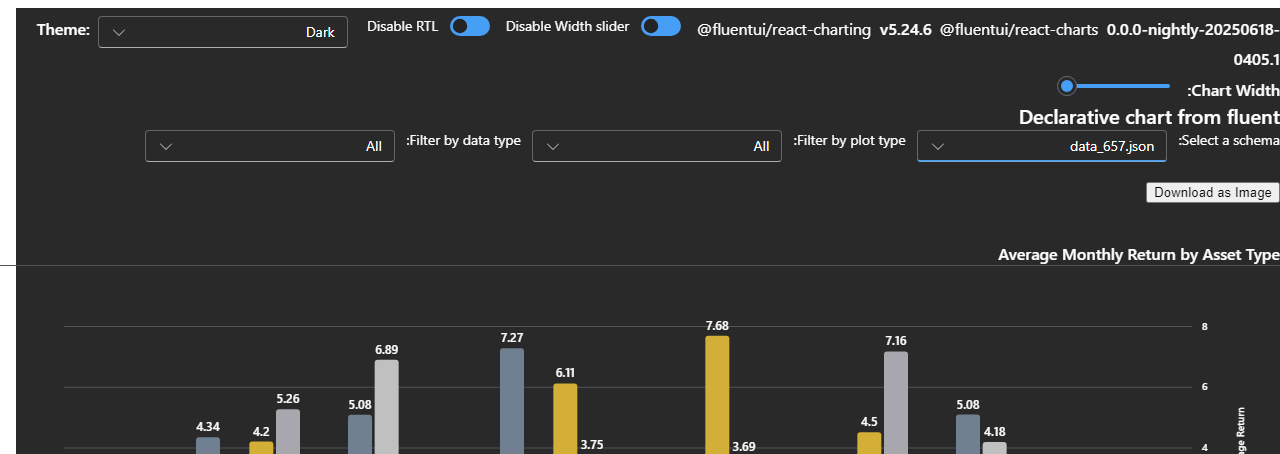 Theme: Dark Disable RTL Disable Width slider @fluentui/react-charting v5.24.6 @fluentui/react-charts 0.0.0-nightly-20250618-
0405.1
:Chart Width
Declarative chart from fluent
:Select a schema data_657.json :Filter by plot type All :Filter by data type All
Download as Image
Average Monthly Return by Asset Type
8
7.68
7.27
7.16
6.89
6.11
6
5.26
5.08
5.08
4.5
4.34
4.2
4.18
3.75
3.69
4
Return